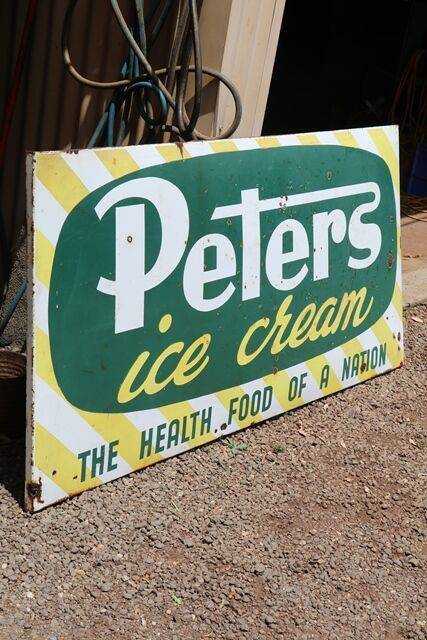 Peters
ice cream
THE HEALTH FOOD OF A NATION